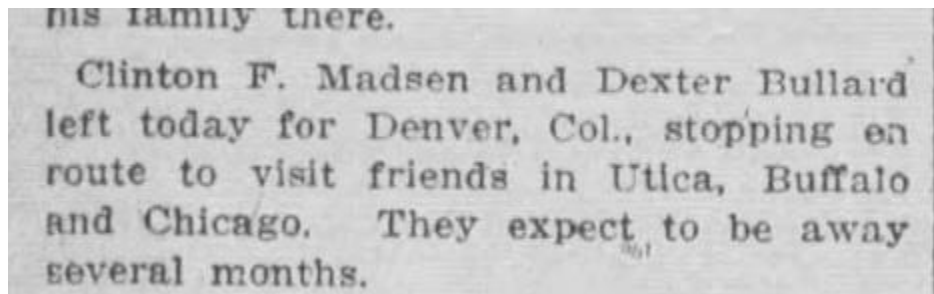 his family there.
Clinton F. Madsen and Dexter Bullard
left today for Denver, Col., stopping en
route to visit friends in Utica, Buffalo
and Chicago. They expect to be away
several months.